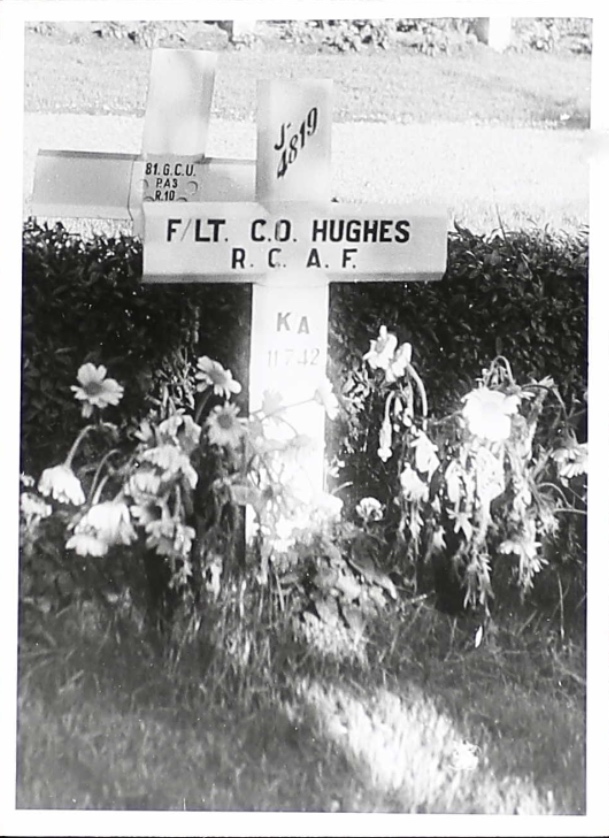 J-
4819
81.G.C.U.
P.A3
R.10
F/LT. C.O. HUGHES
R. C. A. F.
KA
11 7 42